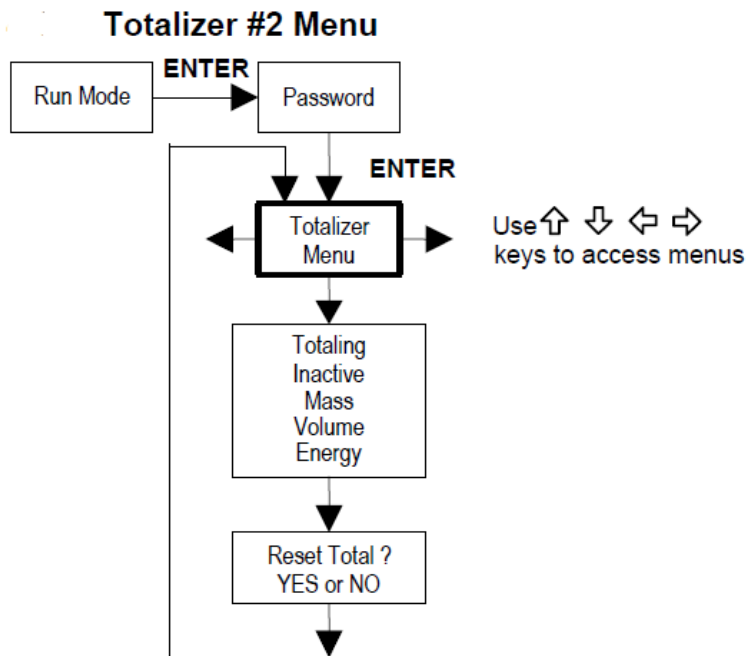 Totalizer #2 Menu
Run Mode
ENTER
Password
ENTER
Totalizer
Menu
Use ⇧ ⇩ ⇦ ⇨
keys to access menus
Totaling
Inactive
Mass
Volume
Energy
Reset Total ?
YES or NO